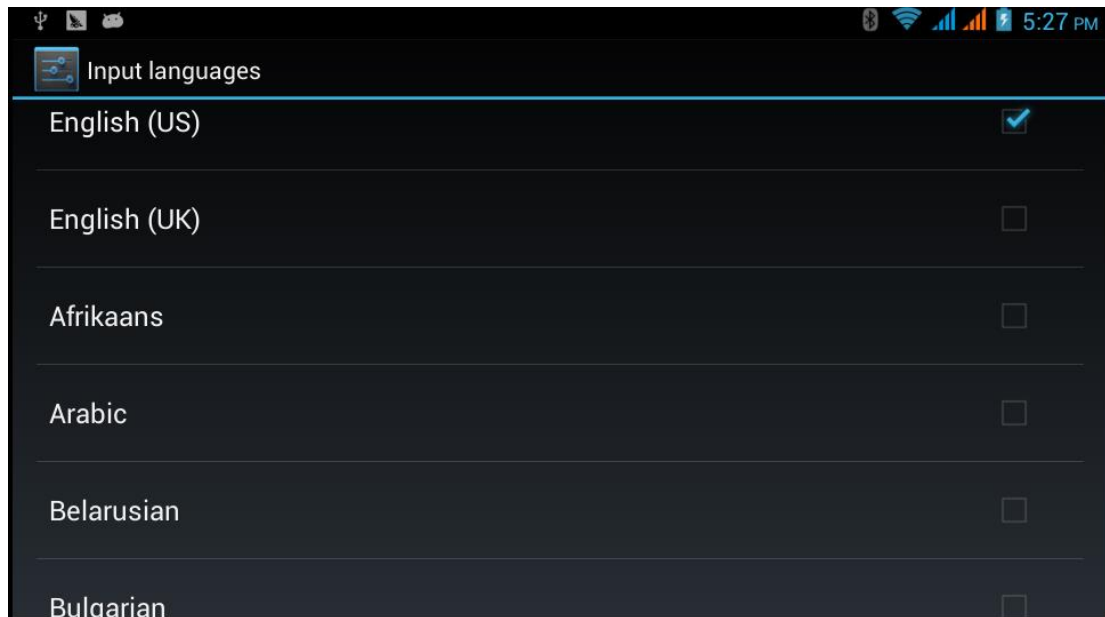 5:27 PM
Input languages
English (US)
English (UK)
Afrikaans
Arabic
Belarusian
Bulgarian